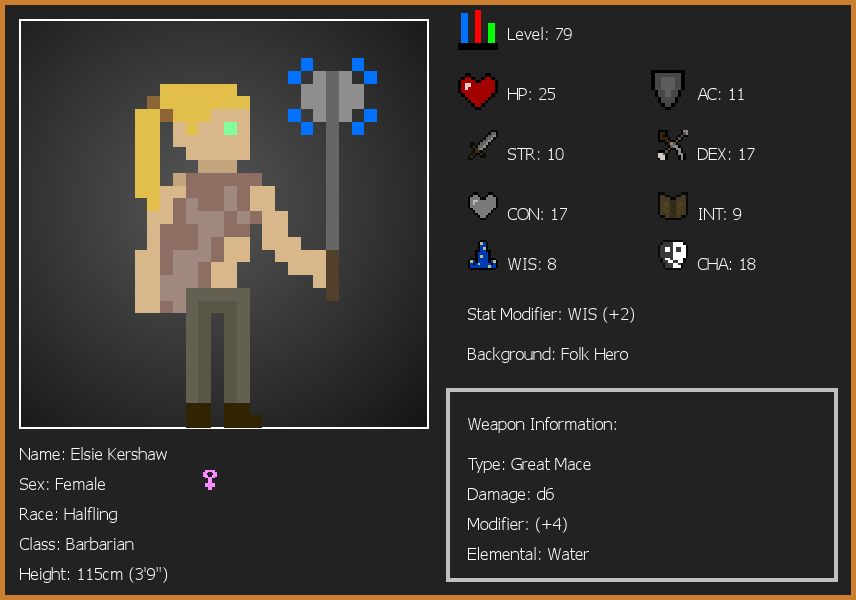 Level: 79
HP: 25
AC: 11
STR: 10
DEX: 17
CON: 17
INT: 9
WIS: 8
CHA: 18
Stat Modifier: WIS (+2)
Background: Folk Hero
Weapon Information:
Type: Great Mace
Damage: d6
Modifier: (+4)
Elemental: Water
Name: Elsie Kershaw
Sex: Female
Race: Halfling
Class: Barbarian
Height: 115cm (3'9")